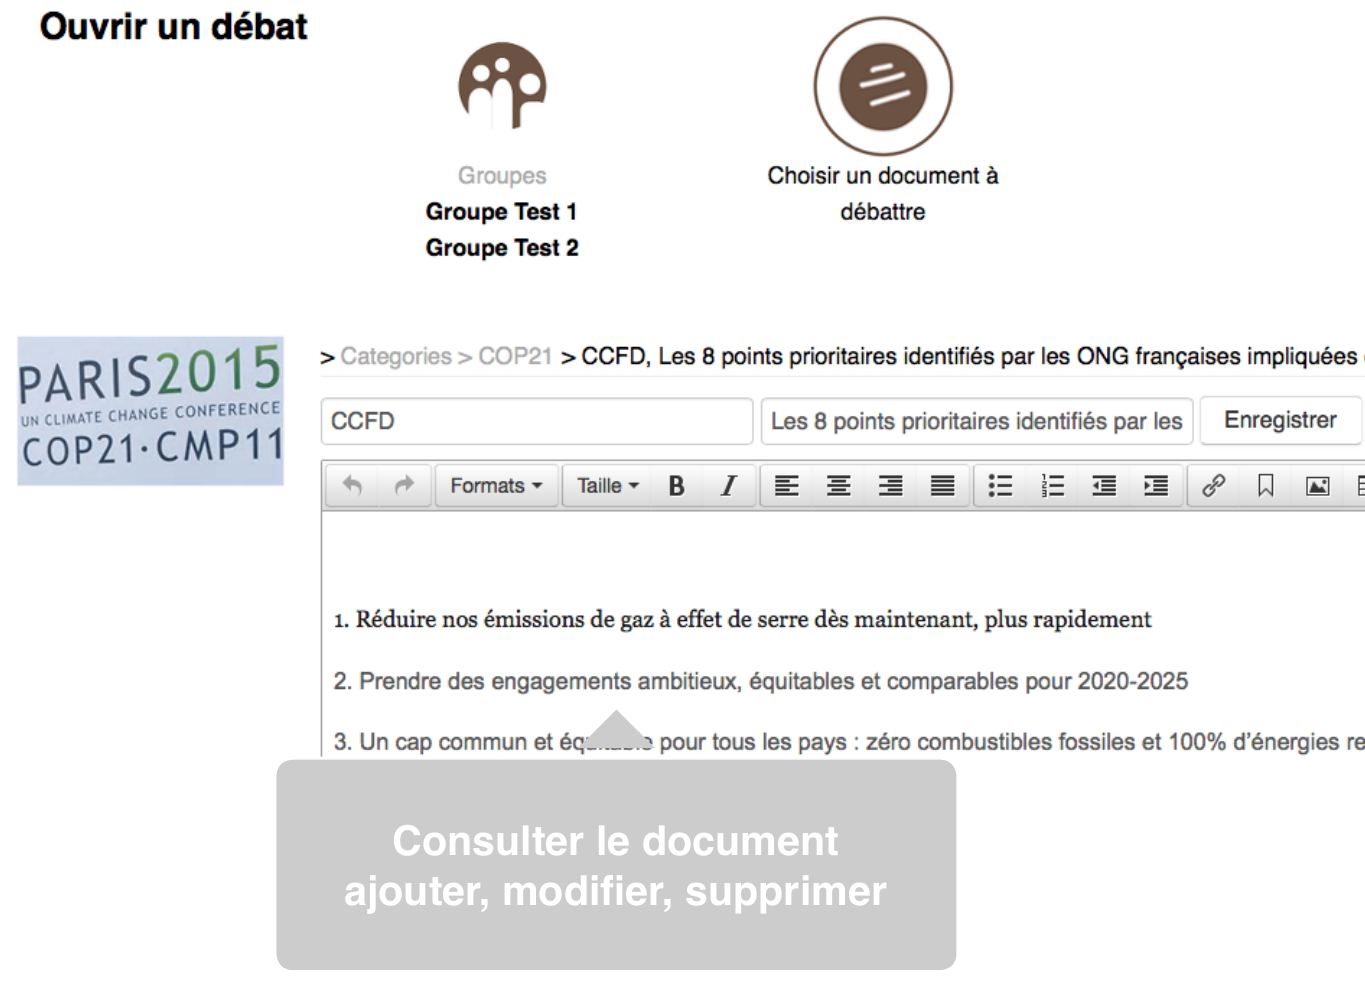 Ouvrir un débat
Groupes
Groupe Test 1
Groupe Test 2
Choisir un document à
débattre
PARIS2015
UN CLIMATE CHANGE CONFERENCE
COP21·CMP11
> Categories > COP21 > CCFD, Les 8 points prioritaires identifiés par les ONG françaises impliquées
CCFD
Les 8 points prioritaires identifiés par les
Enregistrer
Formats
Taille
B
I
1. Réduire nos émissions de gaz à effet de serre dès maintenant, plus rapidement
2. Prendre des engagements ambitieux, équitables et comparables pour 2020-2025
3. Un cap commun et équitable pour tous les pays : zéro combustibles fossiles et 100% d'énergies re
Consulter le document
ajouter, modifier, supprimer